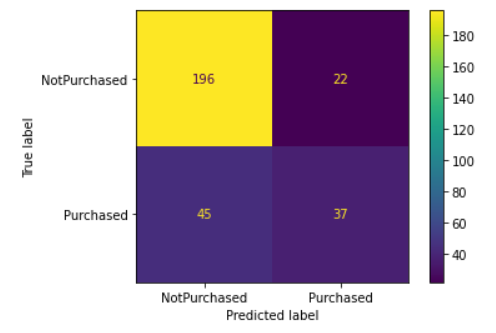 NotPurchased
196
22
True label
Purchased
45
37
NotPurchased
Purchased
Predicted label
180
160
140
120
100
80
60
40